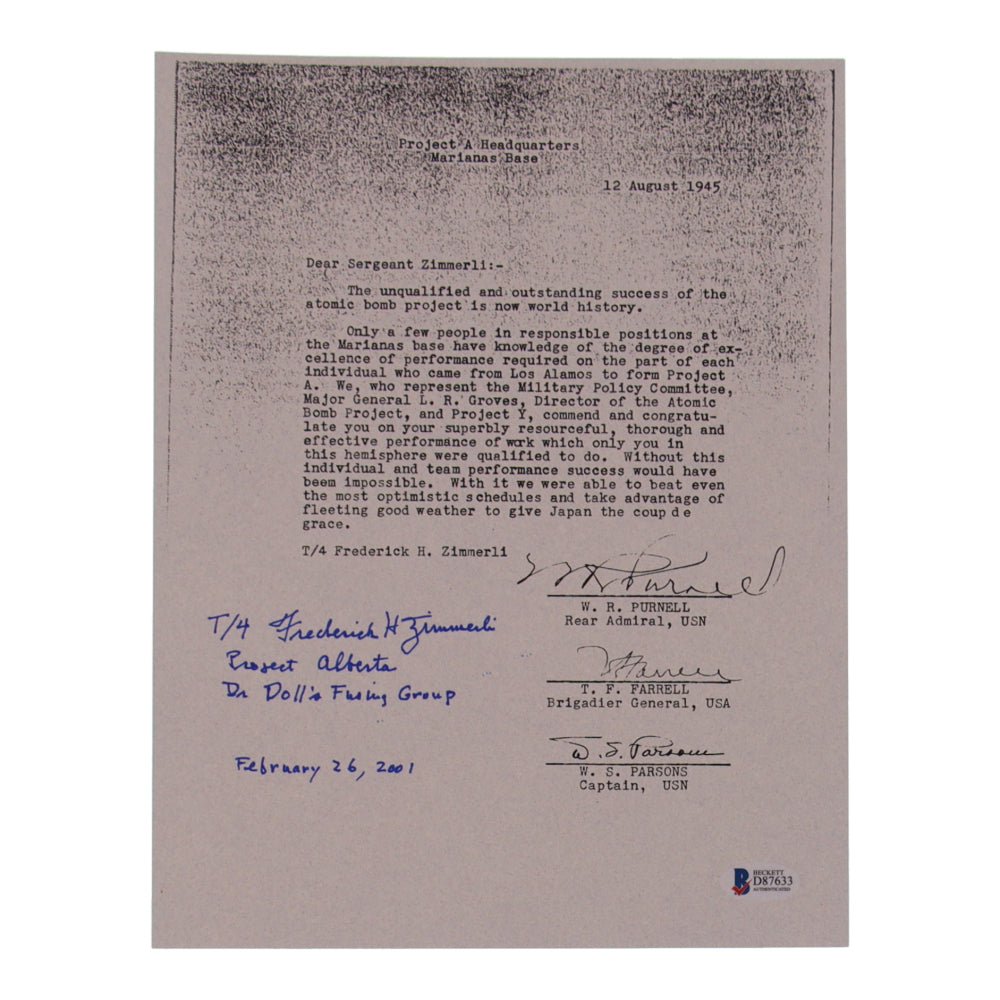 Project A Headquarters
Marianas Base
12 August 1945
Dear Sergeant Zimmerli:-
The unqualified and outstanding success of the
atomic bomb project is now world history.
Only a few people in responsible positions at
the Marianas base have knowledge of the degree of ex-
cellence of performance required on the part of each
individual who came from Los Alamos to form Project
A. We, who represent the Military Policy Committee,
Major General L. R. Groves, Director of the Atomic
Bomb Project, and Project Y, commend and congratu-
late you on your superbly resourceful, thorough and
effective performance of work which only you in
this hemisphere were qualified to do. Without this
individual and team performance success would have
beem impossible. With it we were able to beat even
the most optimistic schedules and take advantage of
fleeting good weather to give Japan the coup de
grace.
T/4 Frederick H. Zimmerli
W R Purnell
W. R. PURNELL
Rear Admiral, USN
T/4 Frederick H Zimmerli
Project Alberta
Dr Doll's Fusing Group
February 26, 2001
T F Farrell
T. F. FARRELL
Brigadier General, USA
W. S. Parsons
W. S. PARSONS
Captain, USN
B
BECKETT
D87633
AUTHENTICATED